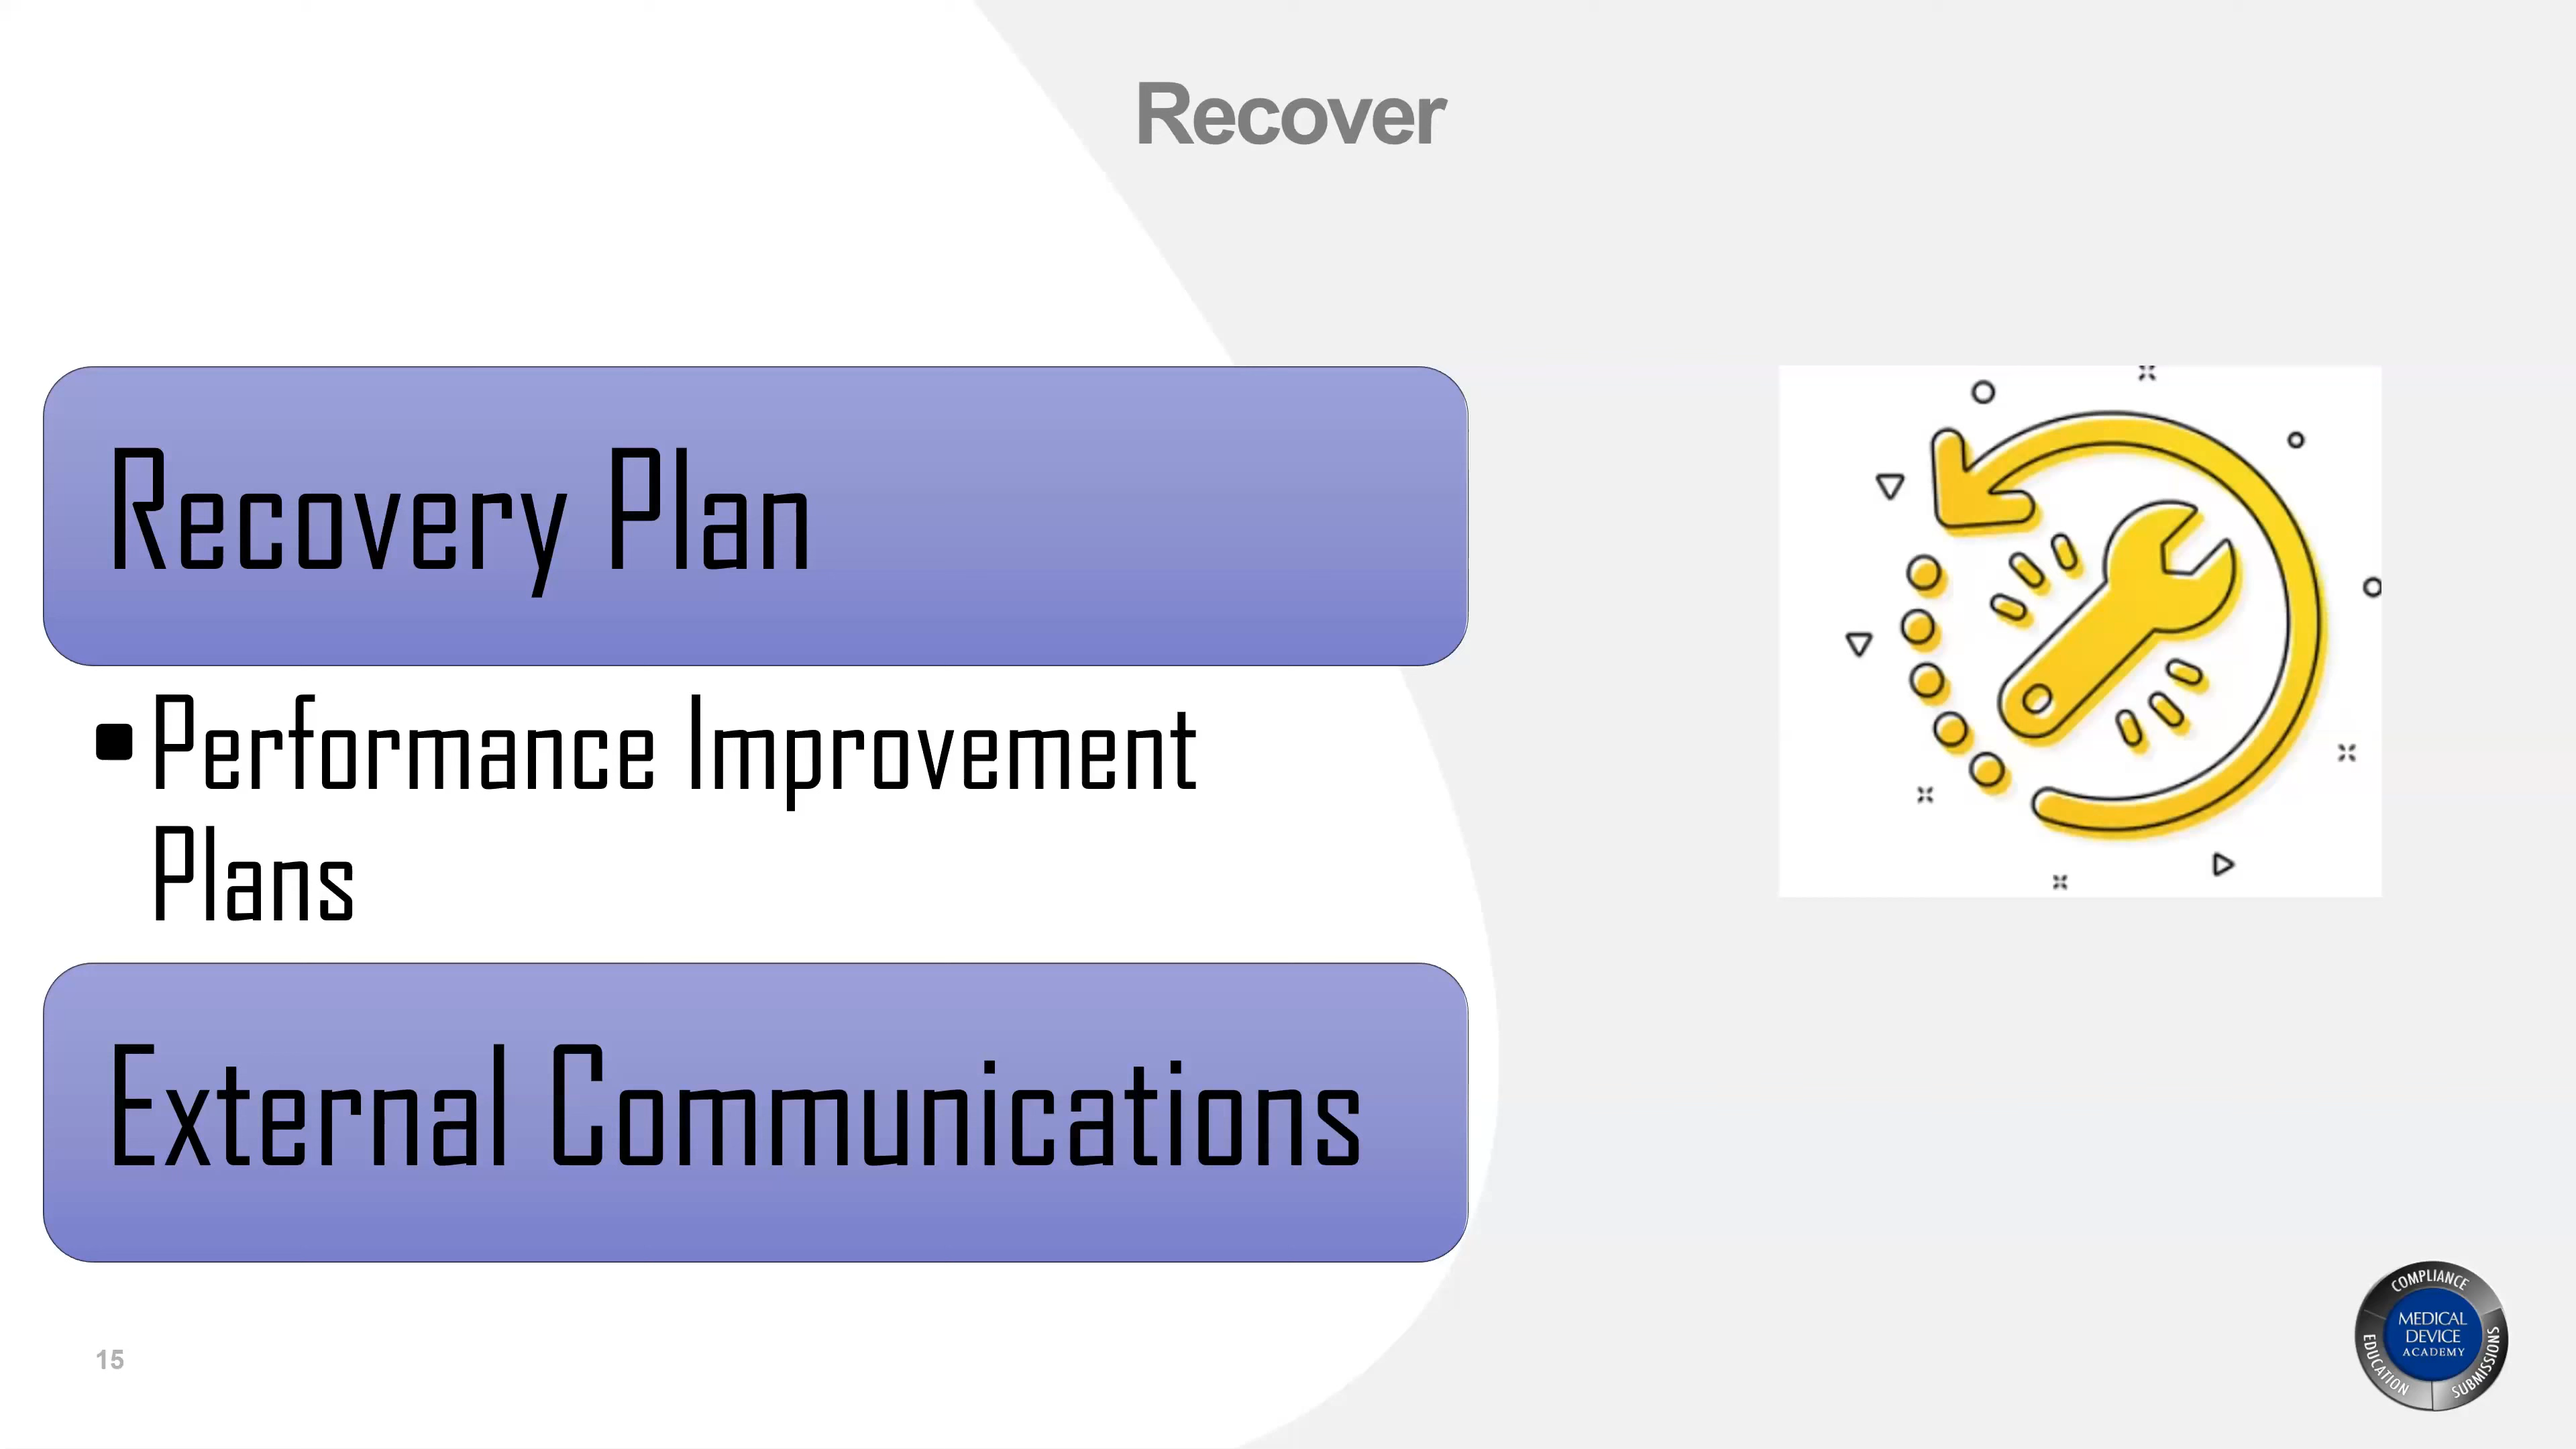 Recover
Recovery Plan
•Performance Improvement
Plans
External Communications
15
COMPLIANCE
MEDICAL
DEVICE
ACADEMY
EDUCATION
SUBMISSIONS